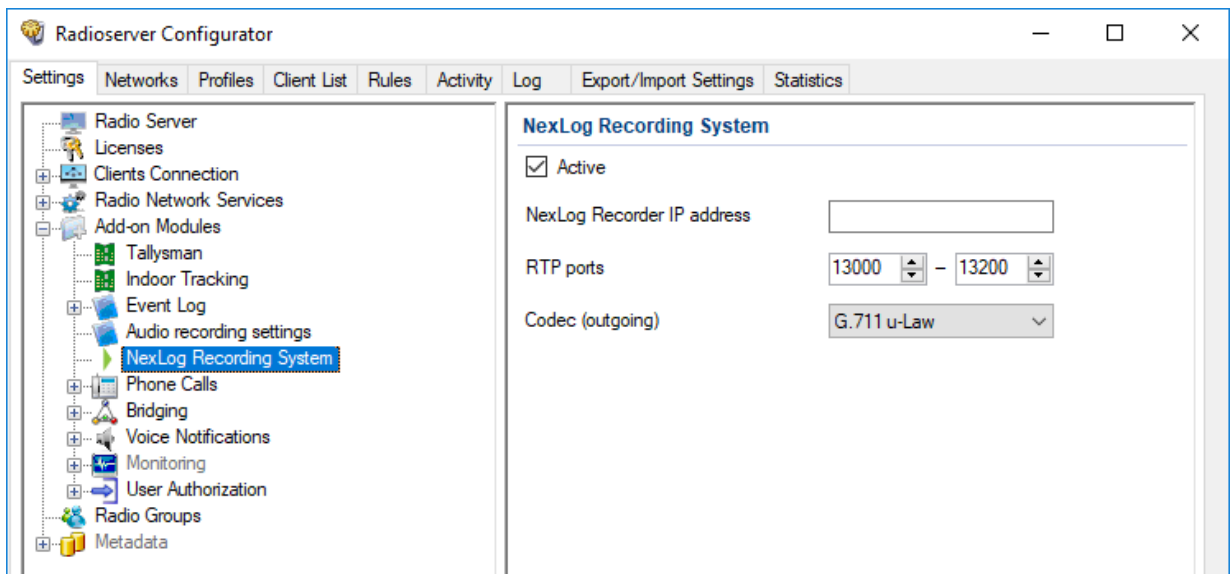 Radioserver Configurator
Settings Networks Profiles Client List Rules Activity Log Export/Import Settings Statistics
Radio Server
Licenses
Clients Connection
Radio Network Services
Add-on Modules
Tallysman
Indoor Tracking
Event Log
Audio recording settings
NexLog Recording System
Phone Calls
Bridging
Voice Notifications
Monitoring
User Authorization
Radio Groups
Metadata
NexLog Recording System
Active
NexLog Recorder IP address
RTP ports 13000 – 13200
Codec (outgoing) G.711 u-Law